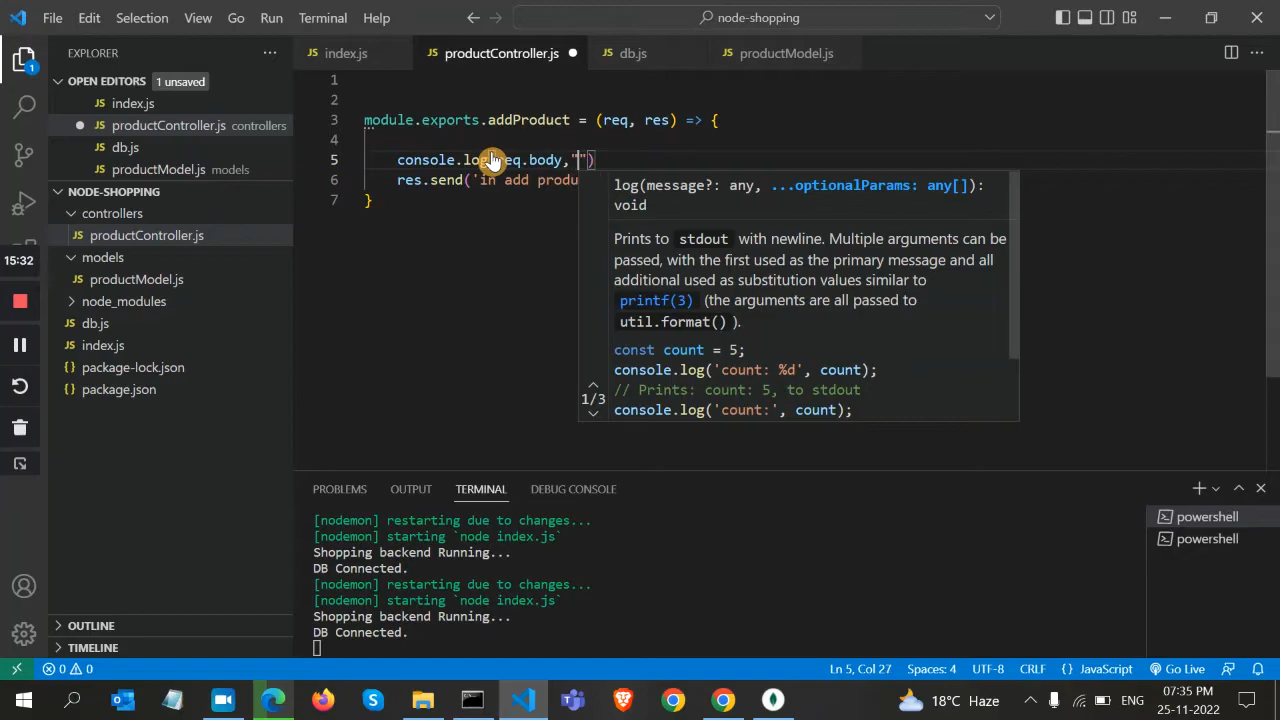 File Edit Selection View Go Run Terminal Help
node-shopping
EXPLORER
index.js
productController.js
db.js
productModel.js
OPEN EDITORS 1 unsaved
index.js
productController.js controllers
db.js
productModel.js models
NODE-SHOPPING
controllers
productController.js
models
productModel.js
node_modules
db.js
index.js
package-lock.json
package.json
OUTLINE
TIMELINE
1
15:32
1
2
3 module.exports.addProduct = (req, res) => {
4
5 console.log(req.body,"")
6 res.send('in add produ
7 }
log(message?: any, ...optionalParams: any[]):
void
Prints to stdout with newline. Multiple arguments can be
passed, with the first used as the primary message and all
additional used as substitution values similar to
printf(3) (the arguments are all passed to
util.format() ).
const count = 5;
console.log('count: %d', count);
// Prints: count: 5, to stdout
console.log('count:', count);
1/3
PROBLEMS OUTPUT TERMINAL DEBUG CONSOLE
[nodemon] restarting due to changes...
[nodemon] starting `node index.js`
Shopping backend Running...
DB Connected.
[nodemon] restarting due to changes...
[nodemon] starting `node index.js`
Shopping backend Running...
DB Connected.
powershell
powershell
0 0
Ln 5, Col 27 Spaces: 4 UTF-8 CRLF {} JavaScript Go Live
18°C Haze
ENG
7:35 PM
25-11-2022